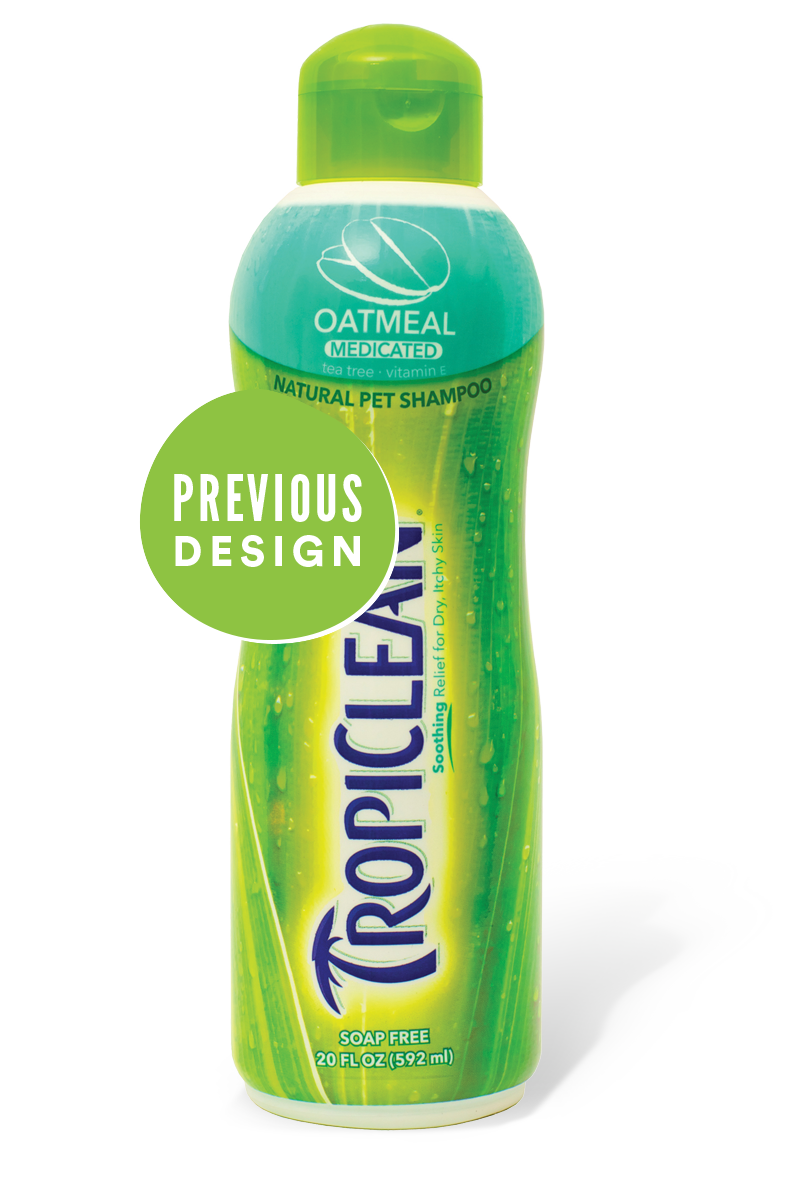 OATMEAL
MEDICATED
tea tree · vitamin E
NATURAL PET SHAMPOO
PREVIOUS
DESIGN
TROPICLEAN
Soothing Relief for Dry, Itchy Skin
SOAP FREE
20 FL OZ (592 ml)